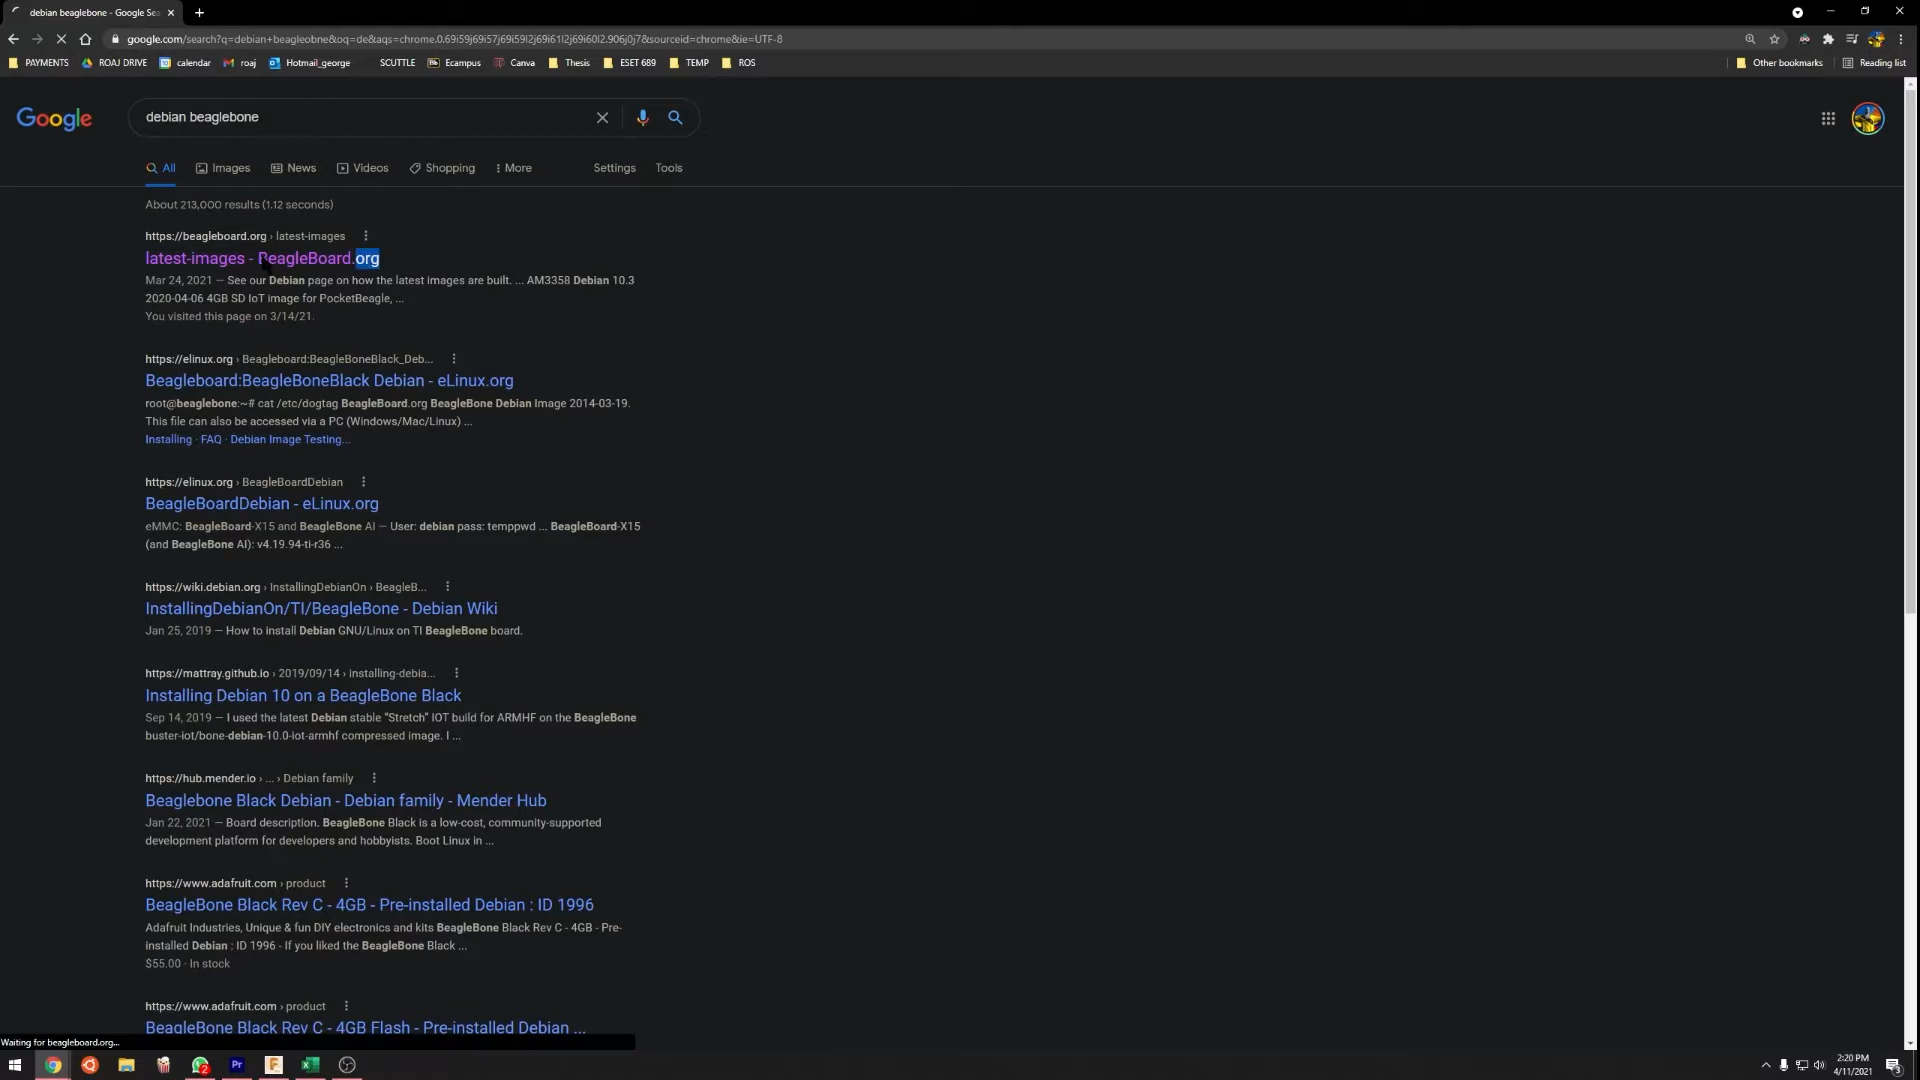 debian beaglebone - Google Sea
google.com/search?q=debian+beagleobne&oq=de&aqs=chrome.0.69i59j69i57j69i59l2j69i61l2j69i60l2.906j0j7&sourceid=chrome&ie=UTF-8
PAYMENTS ROAJ DRIVE calendar roaj Hotmail_george SCUTTLE Ecampus Canva Thesis ESET 689 TEMP ROS Other bookmarks Reading list
Google
debian beaglebone
All Images News Videos Shopping More Settings Tools
About 213,000 results (1.12 seconds)
https://beagleboard.org › latest-images
latest-images - BeagleBoard.org
Mar 24, 2021 — See our Debian page on how the latest images are built. ... AM3358 Debian 10.3
2020-04-06 4GB SD IoT image for PocketBeagle, ...
You visited this page on 3/14/21.
https://elinux.org › Beagleboard:BeagleBoneBlack_Deb...
Beagleboard:BeagleBoneBlack Debian - eLinux.org
root@beaglebone:~# cat /etc/dogtag BeagleBoard.org BeagleBone Debian Image 2014-03-19.
This file can also be accessed via a PC (Windows/Mac/Linux) ...
Installing · FAQ · Debian Image Testing...
https://elinux.org › BeagleBoardDebian
BeagleBoardDebian - eLinux.org
eMMC: BeagleBoard-X15 and BeagleBone AI — User: debian pass: temppwd ... BeagleBoard-X15
(and BeagleBone AI): v4.19.94-ti-r36 ...
https://wiki.debian.org › InstallingDebianOn › BeagleB...
InstallingDebianOn/TI/BeagleBone - Debian Wiki
Jan 25, 2019 — How to install Debian GNU/Linux on TI BeagleBone board.
https://mattray.github.io › 2019/09/14 › installing-debia...
Installing Debian 10 on a BeagleBone Black
Sep 14, 2019 — I used the latest Debian stable “Stretch” IOT build for ARMHF on the BeagleBone
buster-iot/bone-debian-10.0-iot-armhf compressed image. I ...
https://hub.mender.io › ... › Debian family
Beaglebone Black Debian - Debian family - Mender Hub
Jan 22, 2021 — Board description. BeagleBone Black is a low-cost, community-supported
development platform for developers and hobbyists. Boot Linux in ...
https://www.adafruit.com › product
BeagleBone Black Rev C - 4GB - Pre-installed Debian : ID 1996
Adafruit Industries, Unique & fun DIY electronics and kits BeagleBone Black Rev C - 4GB - Pre-
installed Debian : ID 1996 - If you liked the BeagleBone Black ...
$55.00 · In stock
https://www.adafruit.com › product
BeagleBone Black Rev C - 4GB Flash - Pre-installed Debian ...
Waiting for beagleboard.org...
2
Pr
F
2:20 PM
4/11/2021
3